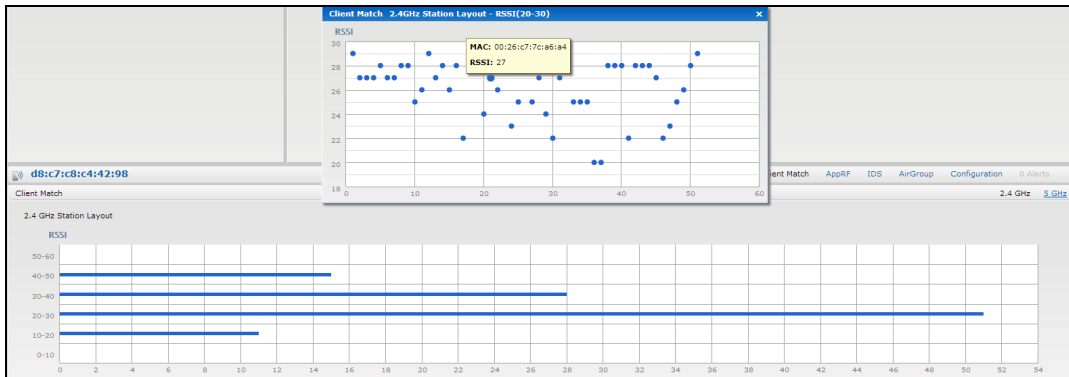 Client Match 2.4GHz Station Layout - RSSI(20-30) ×
RSSI
30
28
26
24
22
20
18
MAC: 00:26:c7:7c:a6:a4
RSSI: 27
0 10 20 30 40 50 60
d8:c7:c8:c4:42:98
ient Match AppRF IDS AirGroup Configuration 0 Alerts
Client Match 2.4 GHz 5 GHz
2.4 GHz Station Layout
RSSI
50-60
40-50
30-40
20-30
10-20
0-10
0 2 4 6 8 10 12 14 16 18 20 22 24 26 28 30 32 34 36 38 40 42 44 46 48 50 52 54